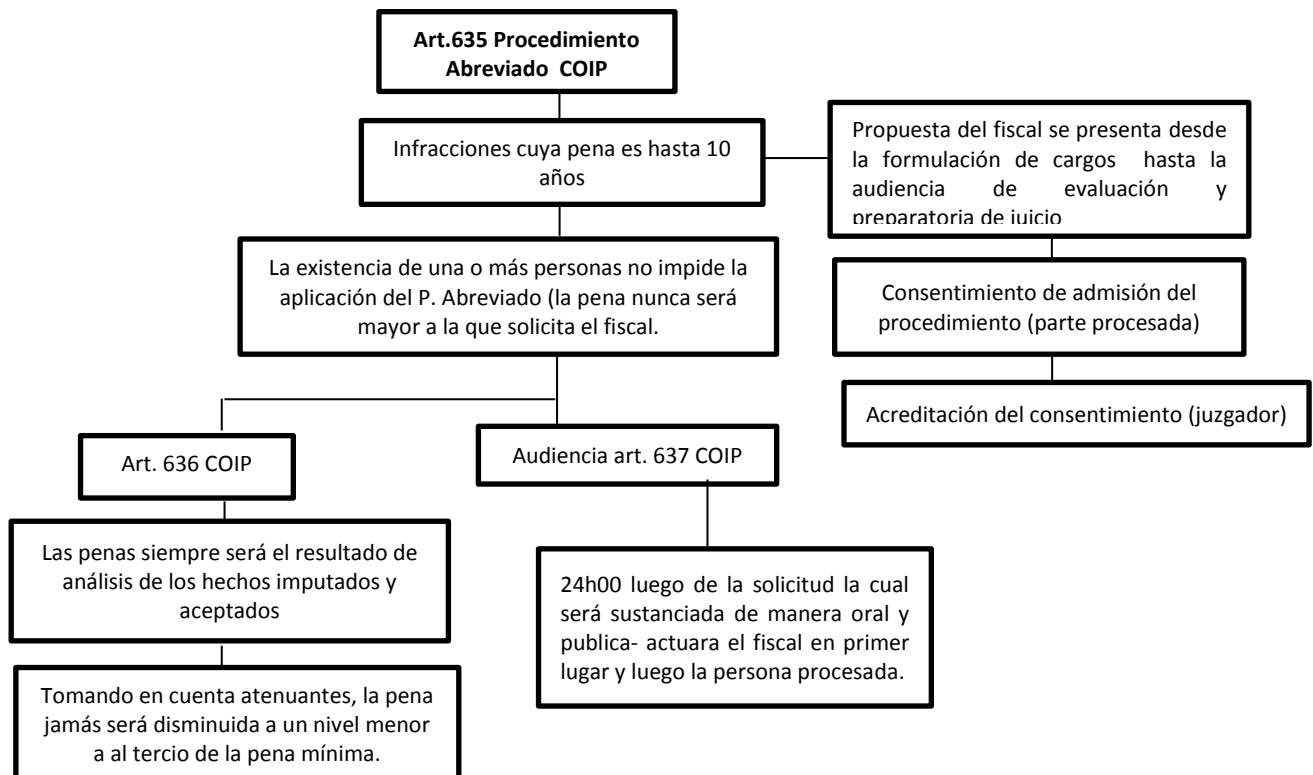 Art.635 Procedimiento
Abreviado COIP
Infracciones cuya pena es hasta 10
años
Propuesta del fiscal se presenta desde
la formulación de cargos hasta la
audiencia de evaluación y
preparatoria de juicio
La existencia de una o más personas no impide la
aplicación del P. Abreviado (la pena nunca será
mayor a la que solicita el fiscal.
Consentimiento de admisión del
procedimiento (parte procesada)
Acreditación del consentimiento (juzgador)
Art. 636 COIP
Audiencia art. 637 COIP
Las penas siempre será el resultado de
análisis de los hechos imputados y
aceptados
24h00 luego de la solicitud la cual
será sustanciada de manera oral y
publica- actuara el fiscal en primer
lugar y luego la persona procesada.
Tomando en cuenta atenuantes, la pena
jamás será disminuida a un nivel menor
a al tercio de la pena mínima.